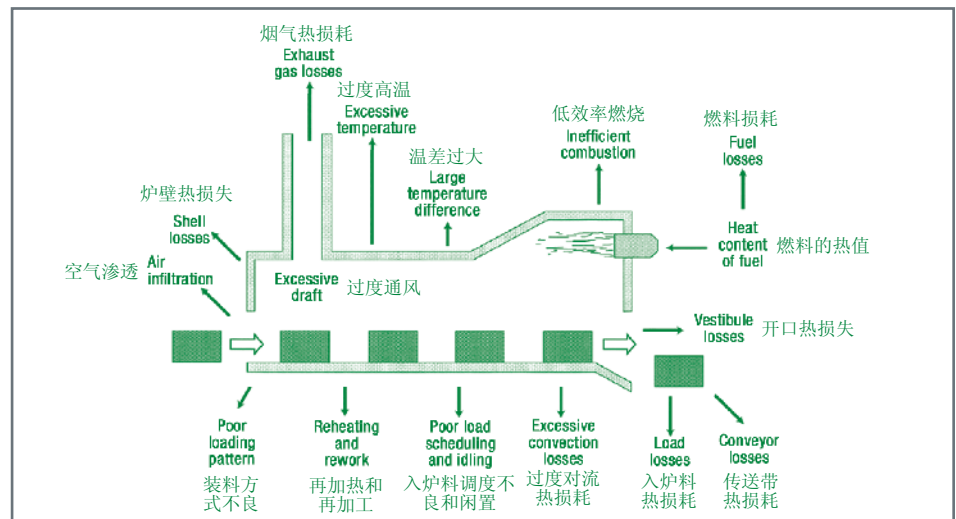 烟气热损耗
Exhaust
gas losses
过度高温
Excessive
temperature
温差过大
Large
temperature
difference
低效率燃烧
Inefficient
combustion
燃料损耗
Fuel
losses
炉壁热损失
Shell
losses
空气渗透
Air
infiltration
Excessive
draft
过度通风
Heat
content
of fuel
燃料的热值
Vestibule
losses
开口热损失
Poor
loading
pattern
装料方
式不良
Reheating
and
rework
再加热和
再加工
Poor load
scheduling
and idling
入炉料调度不
良和闲置
Excessive
convection
losses
过度对流
热损耗
Load
losses
入炉料
热损耗
Conveyor
losses
传送带
热损耗